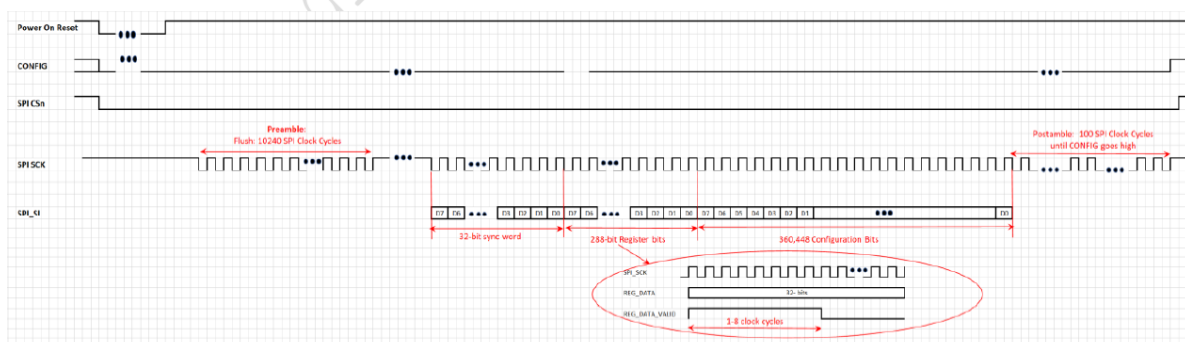 Power On Reset
CONFIG
SPI CSn
Preamble:
Flush: 10240 SPI Clock Cycles
Postamble: 100 SPI Clock Cycles
until CONFIG goes high
SPI SCK
SPI_SI
D7 D6 D3 D2 D1 D0 D7 D6 D3 D2 D1 D0 D7 D6 D5 D4 D3 D2 D1 D0
32-bit sync word
288-bit Register bits
360,448 Configuration Bits
SPI_SCK
REG_DATA
32- bits
REG_DATA_VALID
1-8 clock cycles